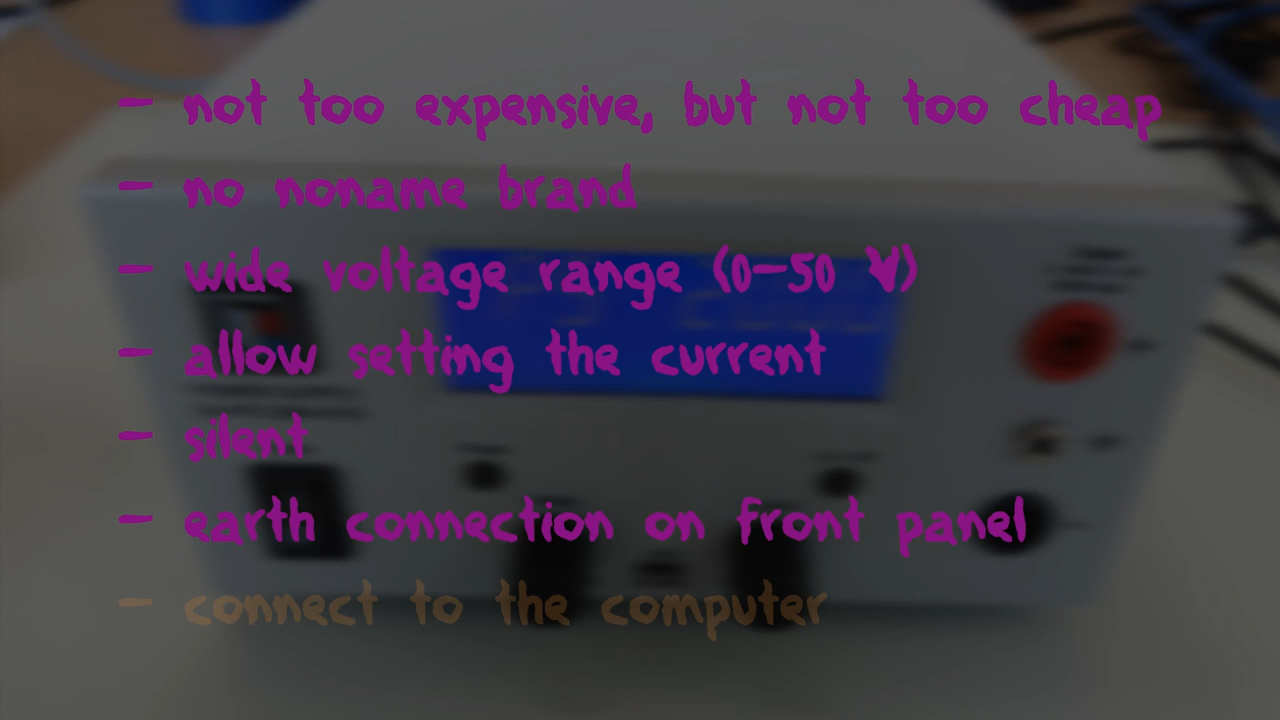 - not too expensive, but not too cheap
- no noname brand
- wide voltage range (0-50 V)
- allow setting the current
- silent
- earth connection on front panel
- connect to the computer